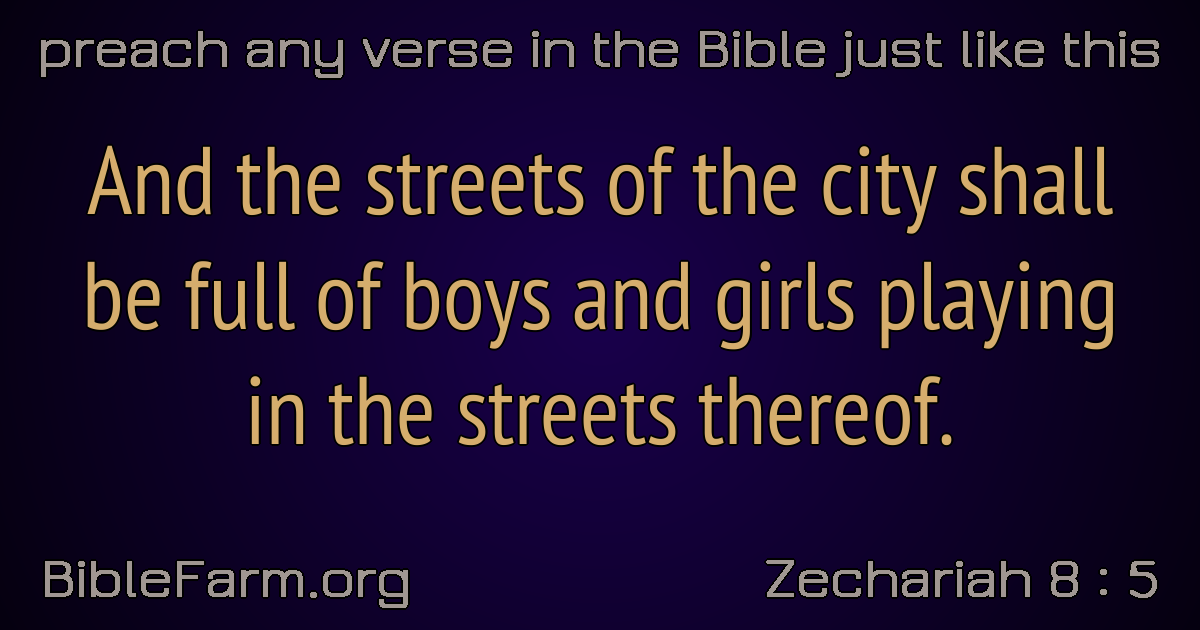 preach any verse in the Bible just like this
And the streets of the city shall
be full of boys and girls playing
in the streets thereof.
BibleFarm.org
Zechariah 8 : 5